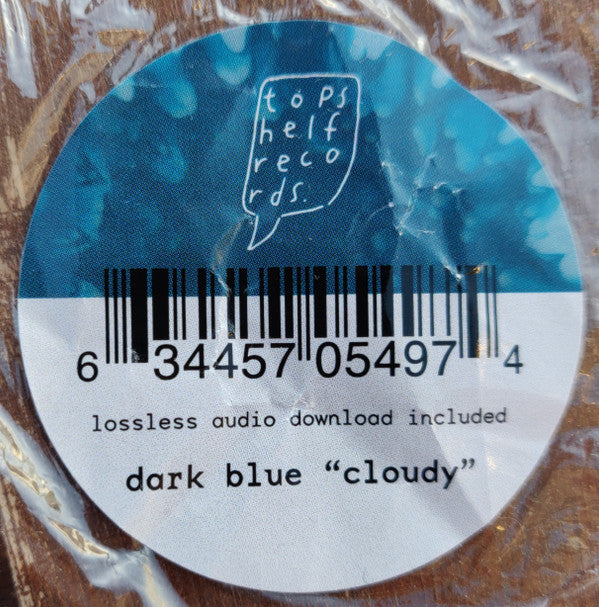 tops
helf
reco
rds.
6 34457 05497 4
lossless audio download included
dark blue “cloudy”